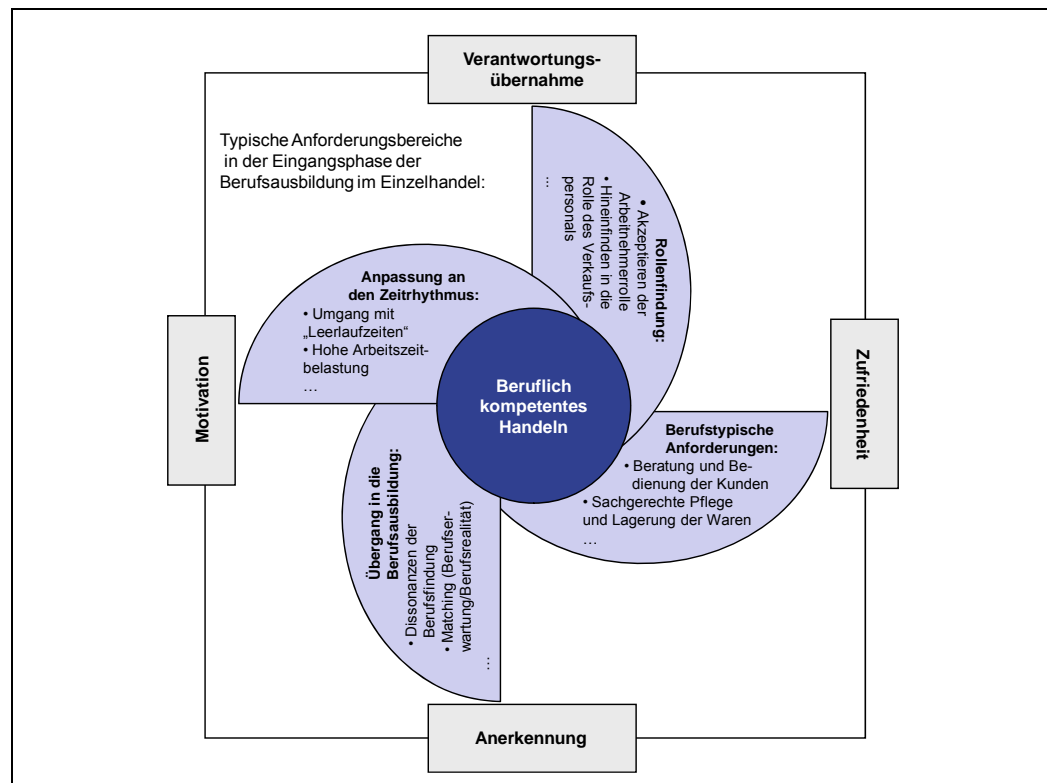 Verantwortungs-
übernahme
Typische Anforderungsbereiche
in der Eingangsphase der
Berufsausbildung im Einzelhandel:
Rollenfindung:
• Akzeptieren der
Arbeitnehmerrolle
• Hineinfinden in die
Rolle des Verkaufs-
personals
…
Anpassung an
den Zeitrhythmus:
• Umgang mit
„Leerlaufzeiten“
• Hohe Arbeitszeit-
belastung
…
Motivation
Beruflich
kompetentes
Handeln
Zufriedenheit
Berufstypische
Anforderungen:
• Beratung und Be-
dienung der Kunden
• Sachgerechte Pflege
und Lagerung der Waren
…
Übergang in die
Berufsausbildung:
• Dissonanzen der
Berufsfindung
• Matching (Berufser-
wartung/Berufsrealität)
…
Anerkennung